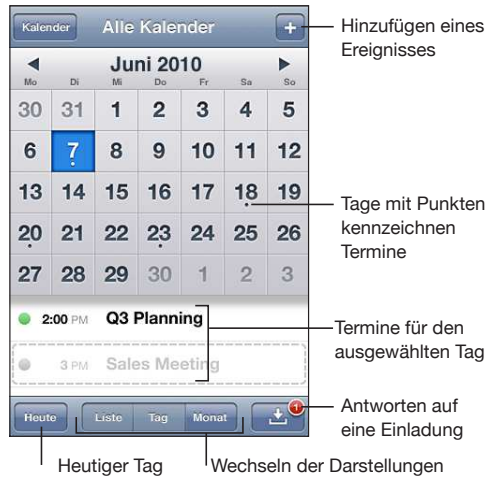 Kalender
Alle Kalender
+
Hinzufügen eines
Ereignisses
Juni 2010
Mo Di Mi Do Fr Sa So
30 31 1 2 3 4 5
6 7 8 9 10 11 12
13 14 15 16 17 18 19
Tage mit Punkten
kennzeichnen
Termine
20 21 22 23 24 25 26
27 28 29 30 1 2 3
2:00 PM Q3 Planning
3 PM Sales Meeting
Termine für den
ausgewählten Tag
Heute Liste Tag Monat 1
Antworten auf
eine Einladung
Heutiger Tag
Wechseln der Darstellungen